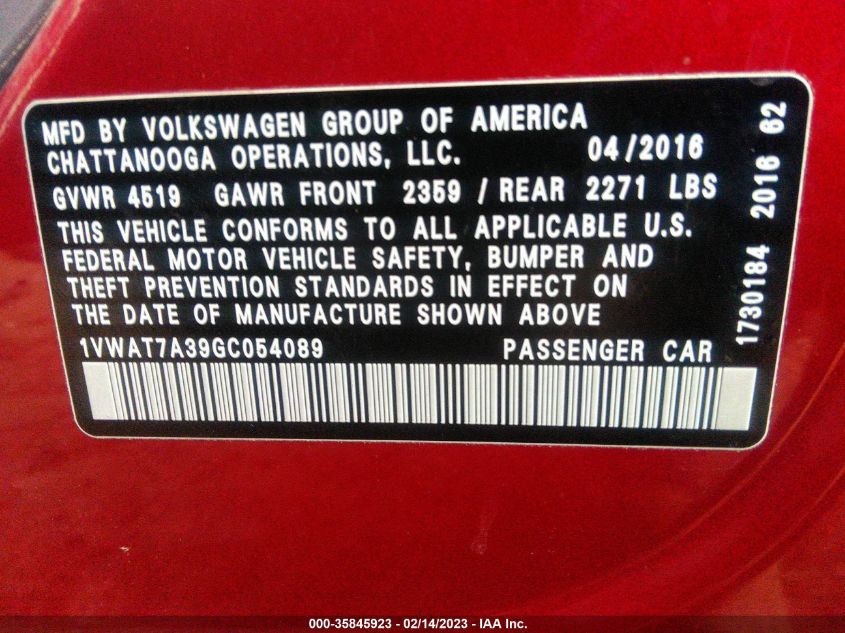 MFD BY VOLKSWAGEN GROUP OF AMERICA
CHATTANOOGA OPERATIONS, LLC. 04/2016
GVWR 4519 GAWR FRONT 2359 / REAR 2271 LBS
THIS VEHICLE CONFORMS TO ALL APPLICABLE U.S.
FEDERAL MOTOR VEHICLE SAFETY, BUMPER AND
THEFT PREVENTION STANDARDS IN EFFECT ON
THE DATE OF MANUFACTURE SHOWN ABOVE
1VWAT7A39GC054089 PASSENGER CAR
1730184 2016 62
000-35845923 - 02/14/2023 - IAA Inc.